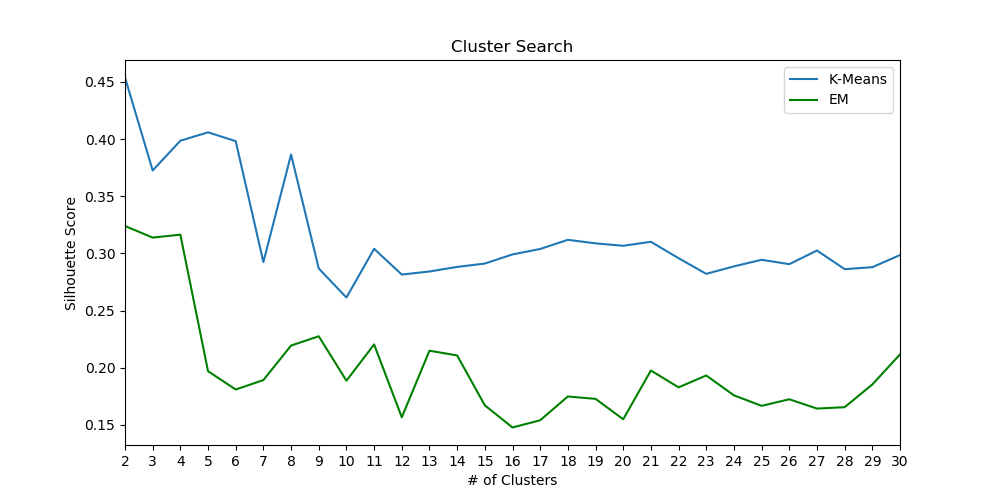 Cluster Search
K-Means
EM
Silhouette Score
0.45
0.40
0.35
0.30
0.25
0.20
0.15
2 3 4 5 6 7 8 9 10 11 12 13 14 15 16 17 18 19 20 21 22 23 24 25 26 27 28 29 30
# of Clusters